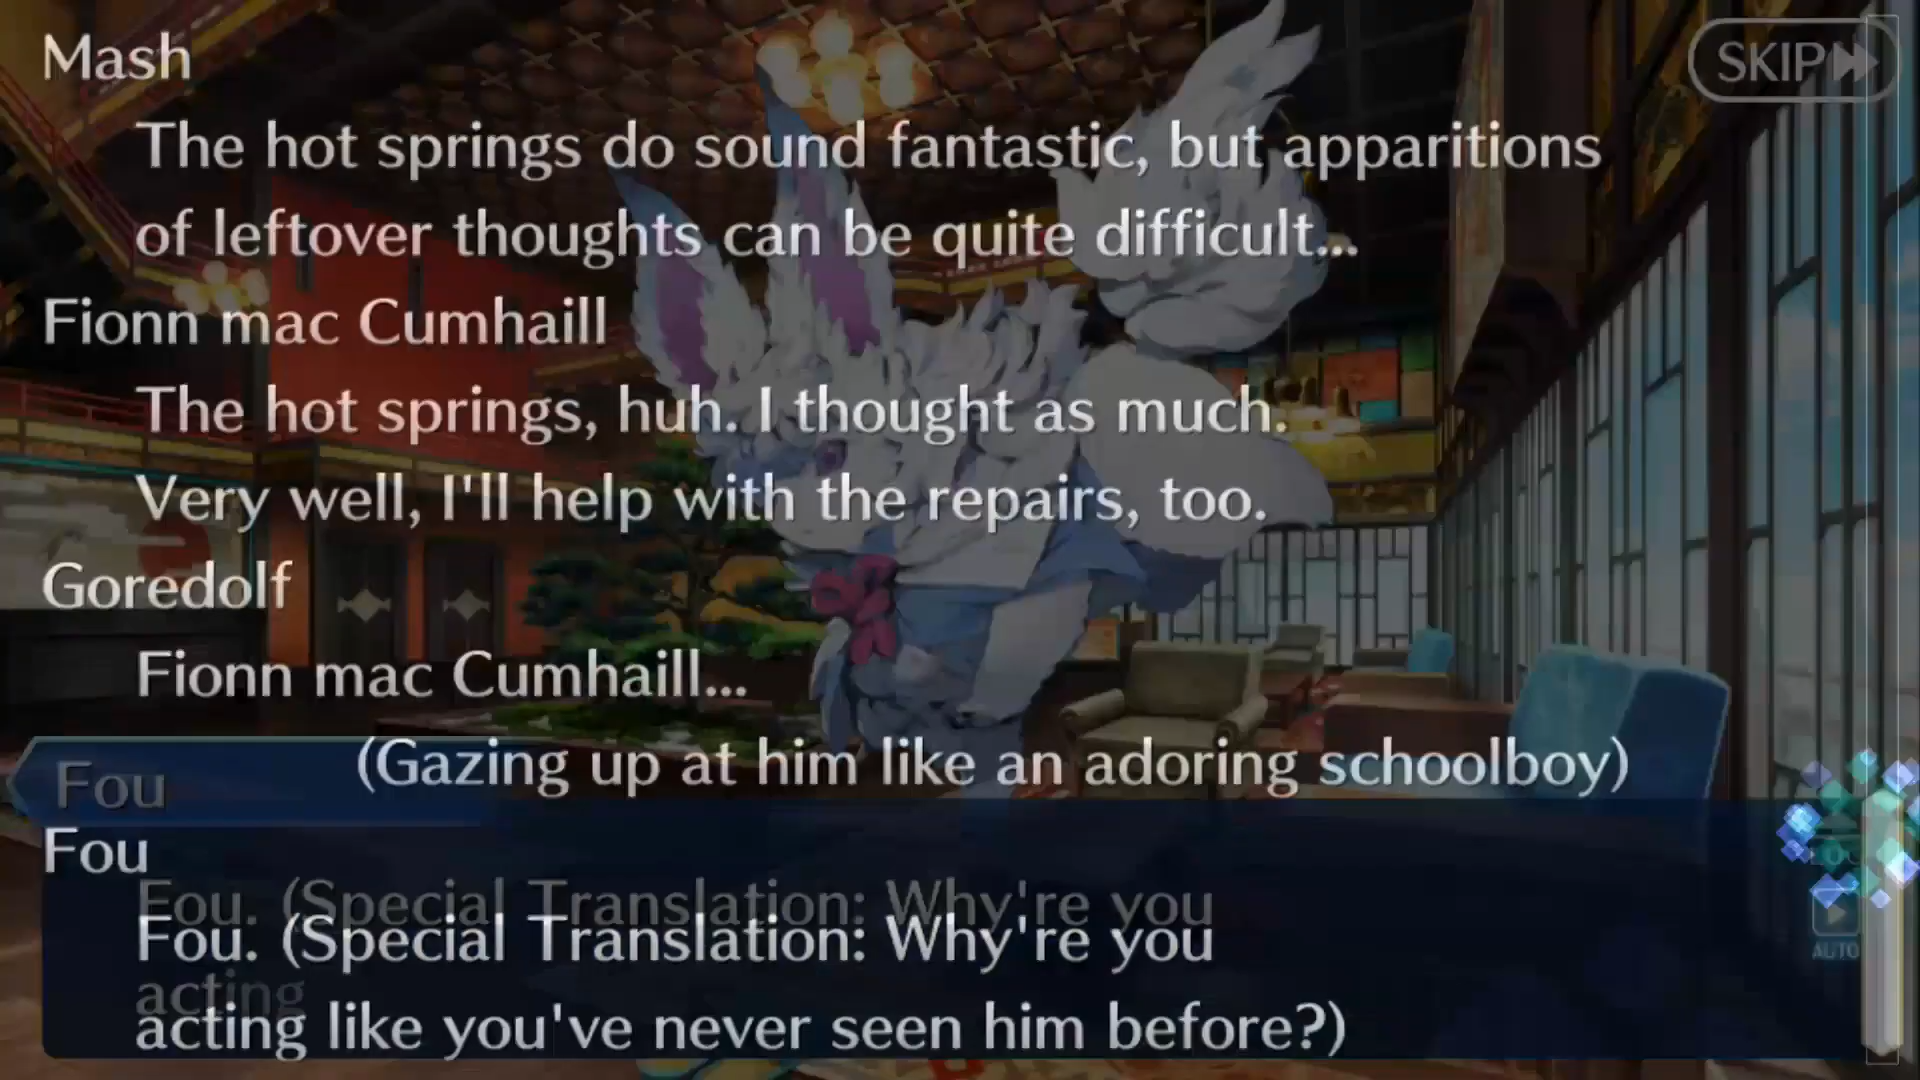 Mash
SKIP
The hot springs do sound fantastic, but apparitions
of leftover thoughts can be quite difficult...
Fionn mac Cumhaill
The hot springs, huh. I thought as much.
Very well, I'll help with the repairs, too.
Goredolf
Fionn mac Cumhaill...
(Gazing up at him like an adoring schoolboy)
Fou
Fou
Fou. (Special Translation: Why're you
Fou. (Special Translation: Why're you
acting
acting like you've never seen him before?)
LOG
AUTO